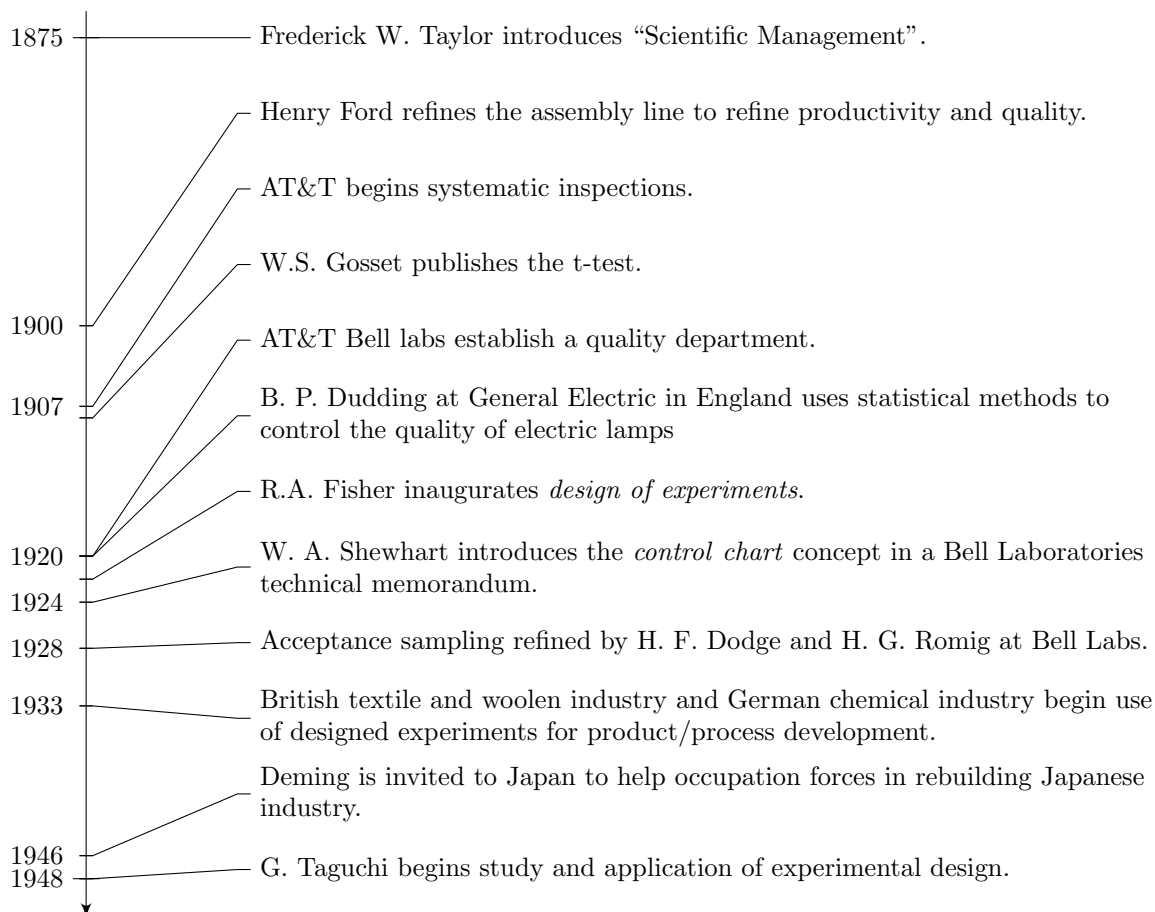 1875 Frederick W. Taylor introduces “Scientific Management”.
Henry Ford refines the assembly line to refine productivity and quality.
AT&T begins systematic inspections.
W.S. Gosset publishes the t-test.
1900
AT&T Bell labs establish a quality department.
1907
B. P. Dudding at General Electric in England uses statistical methods to
control the quality of electric lamps
R.A. Fisher inaugurates design of experiments.
1920
W. A. Shewhart introduces the control chart concept in a Bell Laboratories
technical memorandum.
1924
1928
Acceptance sampling refined by H. F. Dodge and H. G. Romig at Bell Labs.
1933
British textile and woolen industry and German chemical industry begin use
of designed experiments for product/process development.
Deming is invited to Japan to help occupation forces in rebuilding Japanese
industry.
1946
1948
G. Taguchi begins study and application of experimental design.